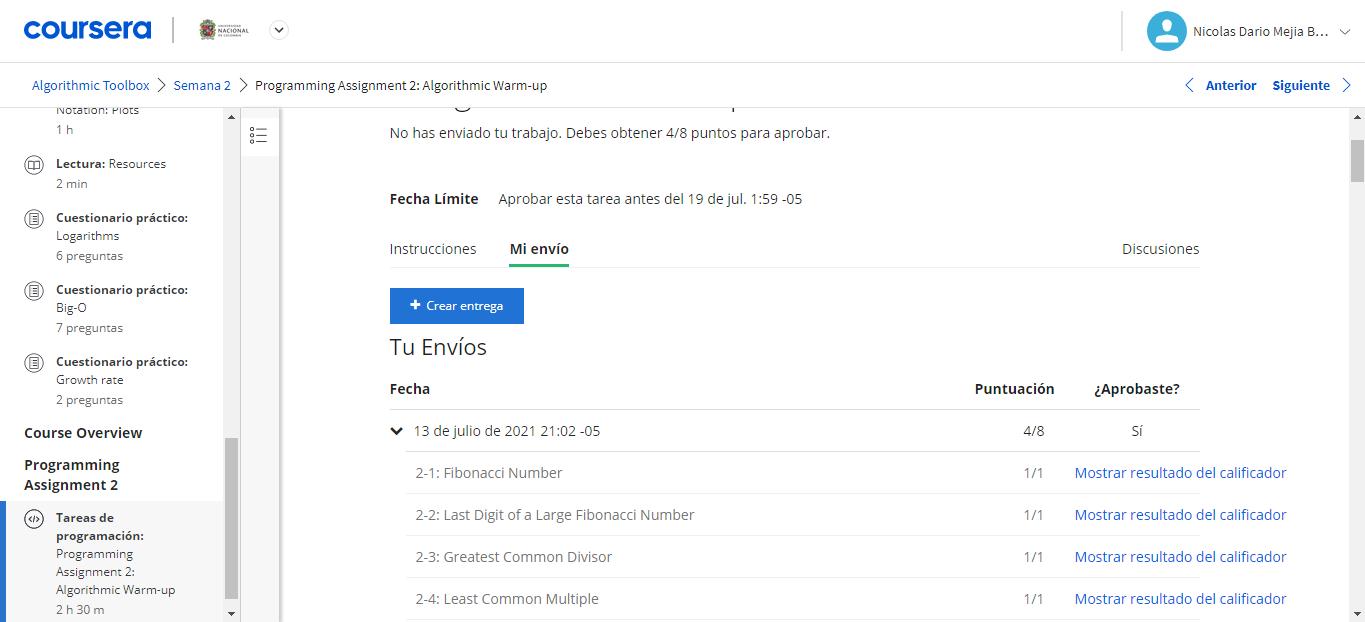 coursera
UNIVERSIDAD
NACIONAL
DE COLOMBIA
Nicolas Dario Mejia B...
Algorithmic Toolbox
Semana 2
Programming Assignment 2: Algorithmic Warm-up
Anterior
Siguiente
Notation: Plots
1 h
Lectura: Resources
2 min
Cuestionario práctico:
Logarithms
6 preguntas
Cuestionario práctico:
Big-O
7 preguntas
Cuestionario práctico:
Growth rate
2 preguntas
Course Overview
Programming
Assignment 2
Tareas de
programación:
Programming
Assignment 2:
Algorithmic Warm-up
2 h 30 m
No has enviado tu trabajo. Debes obtener 4/8 puntos para aprobar.
Fecha Límite Aprobar esta tarea antes del 19 de jul. 1:59 -05
Instrucciones Mi envío Discusiones
+ Crear entrega
Tu Envíos
Fecha Puntuación ¿Aprobaste?
13 de julio de 2021 21:02 -05 4/8 Sí
2-1: Fibonacci Number 1/1 Mostrar resultado del calificador
2-2: Last Digit of a Large Fibonacci Number 1/1 Mostrar resultado del calificador
2-3: Greatest Common Divisor 1/1 Mostrar resultado del calificador
2-4: Least Common Multiple 1/1 Mostrar resultado del calificador